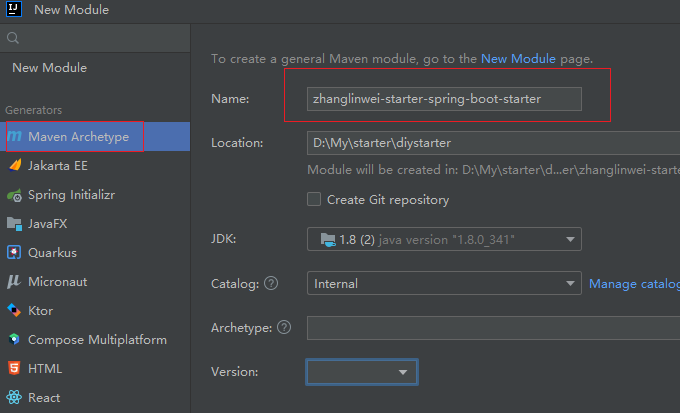 New Module
New Module
Generators
Maven Archetype
Jakarta EE
Spring Initializr
JavaFX
Quarkus
Micronaut
Ktor
Compose Multiplatform
HTML
React
To create a general Maven module, go to the New Module page.
Name: zhanglinwei-starter-spring-boot-starter
Location: D:\My\starter\diystarter
Module will be created in: D:\My\starter\d...er\zhanglinwei-starte
Create Git repository
JDK: 1.8 (2) java version "1.8.0_341"
Catalog: ? Internal Manage catalog
Archetype: ?
Version: